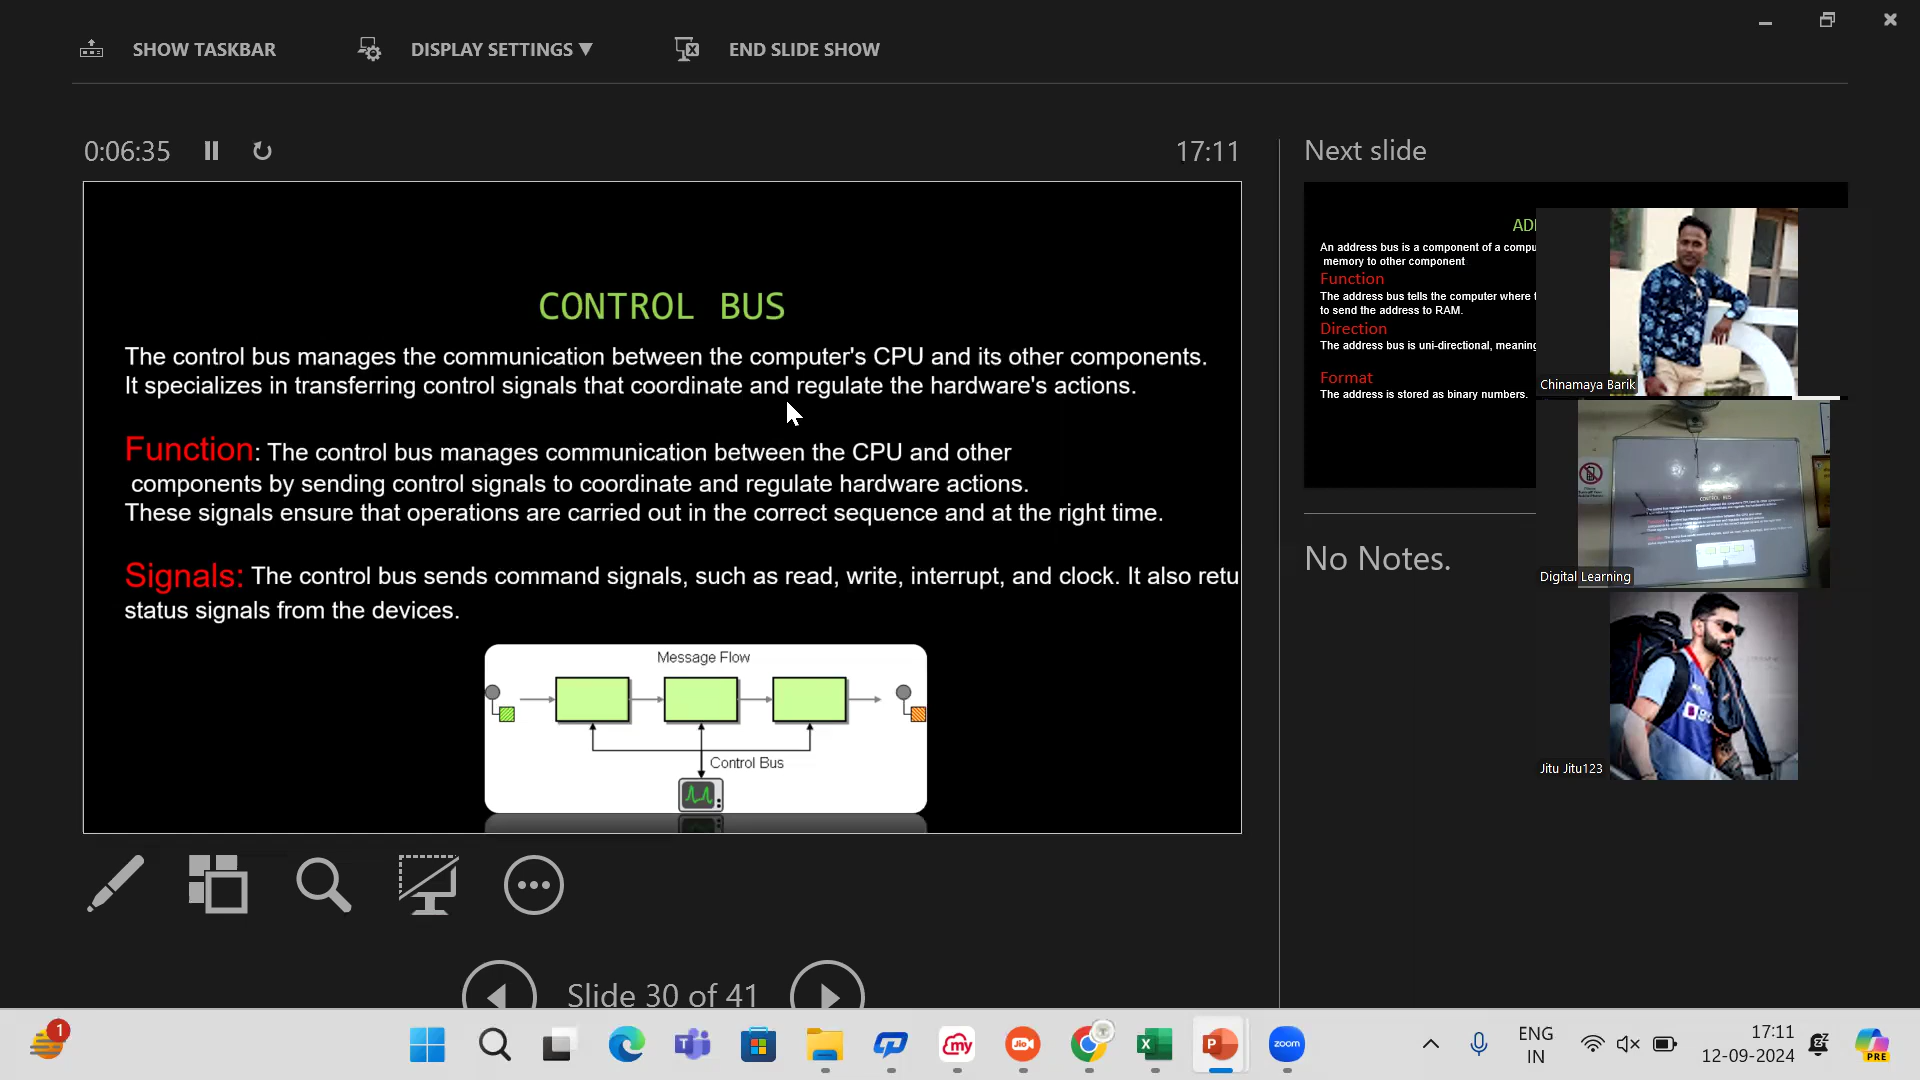 SHOW TASKBAR
DISPLAY SETTINGS ▼
END SLIDE SHOW
0:06:35
17:11
CONTROL BUS
The control bus manages the communication between the computer's CPU and its other components.
It specializes in transferring control signals that coordinate and regulate the hardware's actions.
Function: The control bus manages communication between the CPU and other
components by sending control signals to coordinate and regulate hardware actions.
These signals ensure that operations are carried out in the correct sequence and at the right time.
Signals: The control bus sends command signals, such as read, write, interrupt, and clock. It also retu
status signals from the devices.
Message Flow
Control Bus
Slide 30 of 41
Next slide
ADI
An address bus is a component of a compu
memory to other component
Function
The address bus tells the computer where t
to send the address to RAM.
Direction
The address bus is uni-directional, meaning
Format
The address is stored as binary numbers.
No Notes.
Chinamaya Barik
CONTROL BUS
Digital Learning
Jitu Jitu123
1
my
Jio
zoom
ENG
IN
17:11
12-09-2024
PRE